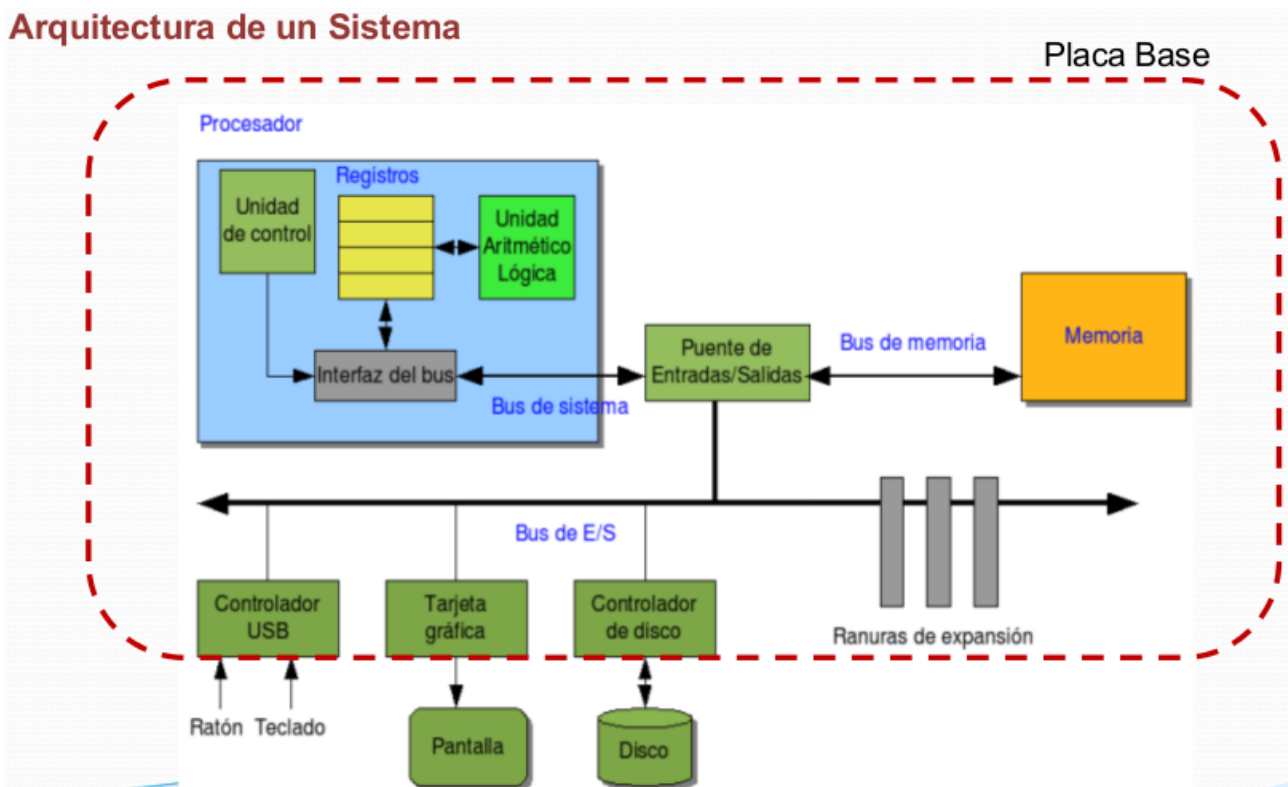 Arquitectura de un Sistema
Placa Base
Procesador
Registros
Unidad
de control
Unidad
Aritmético
Lógica
Interfaz del bus
Bus de sistema
Puente de
Entradas/Salidas
Bus de memoria
Memoria
Bus de E/S
Controlador
USB
Tarjeta
gráfica
Controlador
de disco
Ranuras de expansión
Ratón
Teclado
Pantalla
Disco